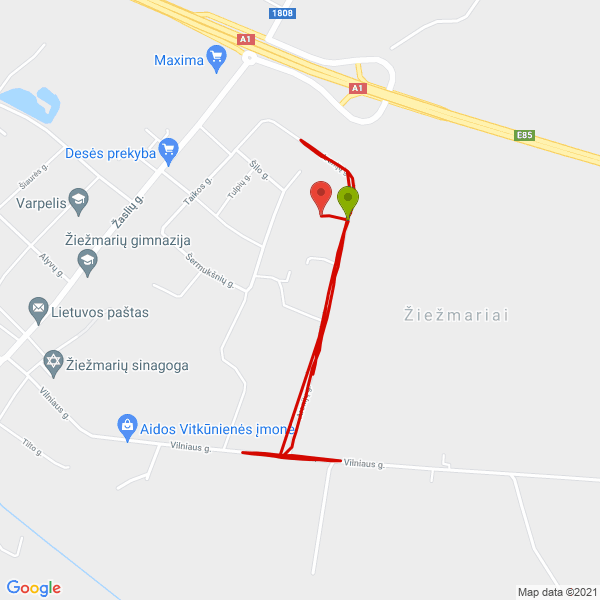 1808
A1
Maxima
A1
E85
Desės prekyba
Šiaurės g.
Šilo g.
Tulpių g.
Taikos g.
Varpelis
Žaslių g.
Žiežmarių gimnazija
Alyvų g.
Šermukšnių g.
Lietuvos paštas
Žiežmariai
Žiežmarių sinagoga
Vilniaus g.
Aidos Vitkūnienės įmonė
Tilto g.
Vilniaus g.
Vilniaus g.
Google
Map data ©2021